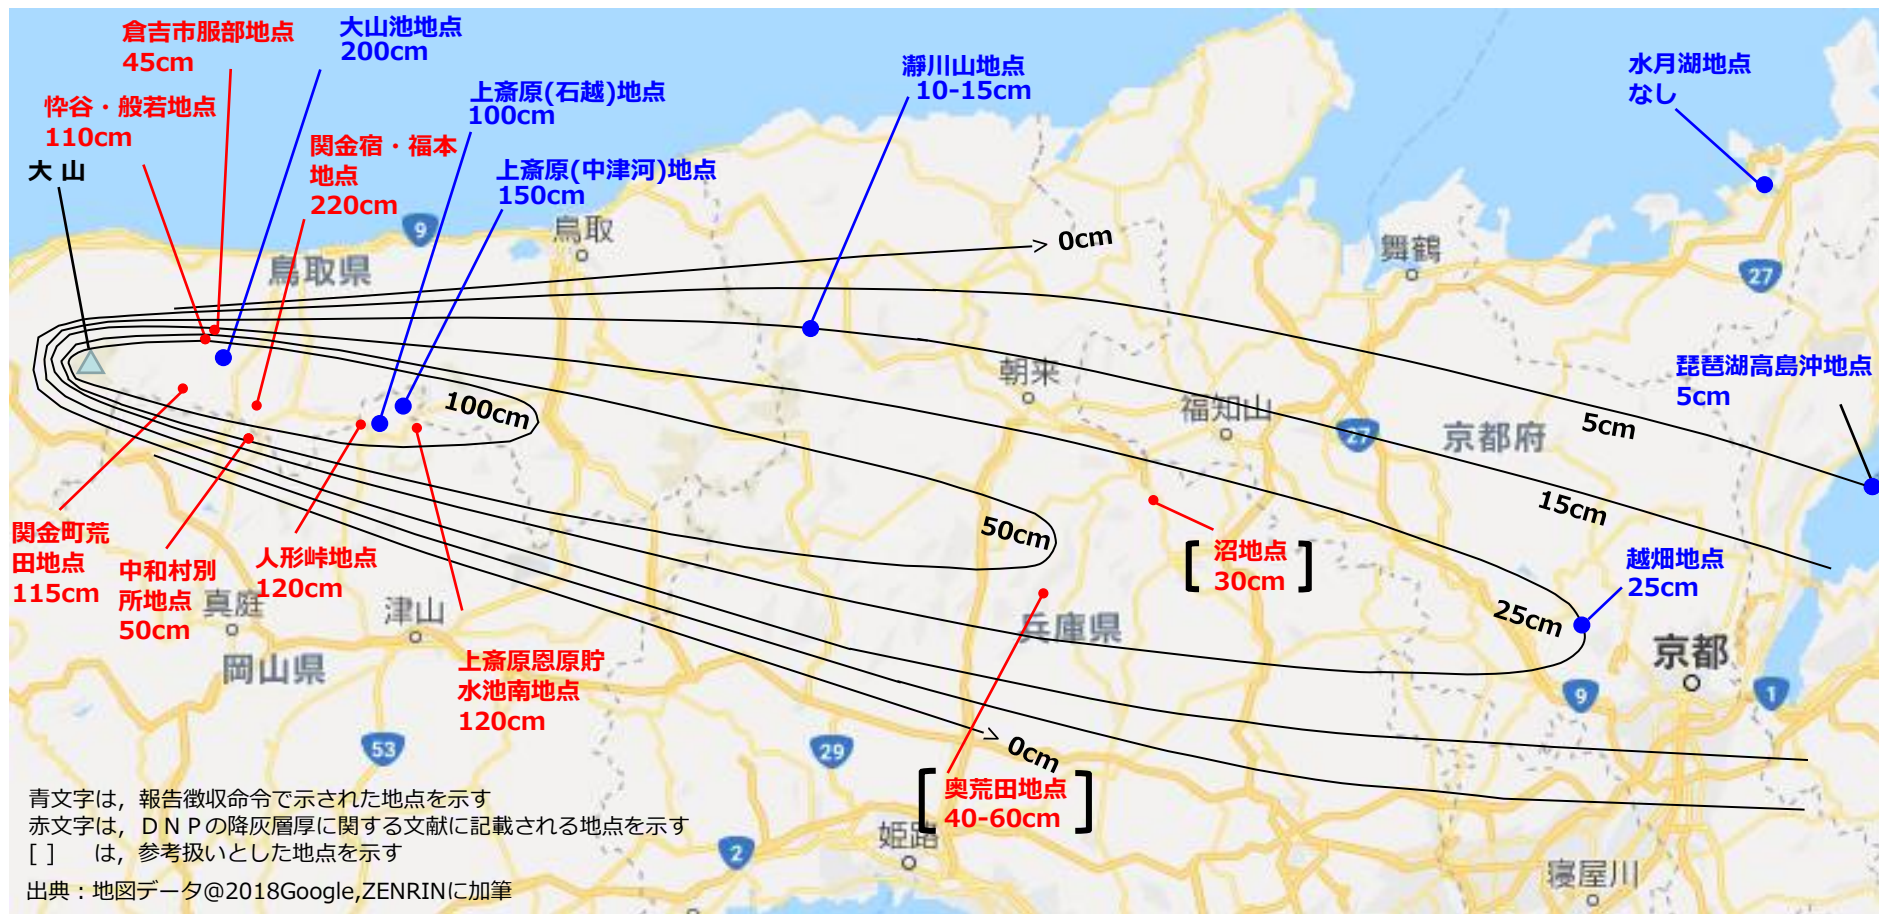 倉吉市服部地点
45cm
大山池地点
200cm
瀞川山地点
10-15cm
水月湖地点
なし
忰谷・般若地点
110cm
上斎原(石越)地点
100cm
関金宿・福本
地点
220cm
大 山
上斎原(中津河)地点
150cm
9
鳥取
鳥取県
> 0cm
舞鶴
27
朝来
琵琶湖高島沖地点
5cm
100cm
福知山
27
京都府
5cm
50cm
15cm
関金町荒
田地点
115cm
中和村別
所地点
50cm
人形峠地点
120cm
[ 沼地点
30cm ]
越畑地点
25cm
真庭
津山
兵庫県
25cm
京都
岡山県
上斎原恩原貯
水池南地点
120cm
9
1
53
29
> 0cm
[ 奥荒田地点
40-60cm ]
青文字は，報告徴収命令で示された地点を示す
赤文字は，ＤＮＰの降灰層厚に関する文献に記載される地点を示す
[ ]　は，参考扱いとした地点を示す
姫路
2
寝屋川
出典：地図データ@2018Google,ZENRINに加筆